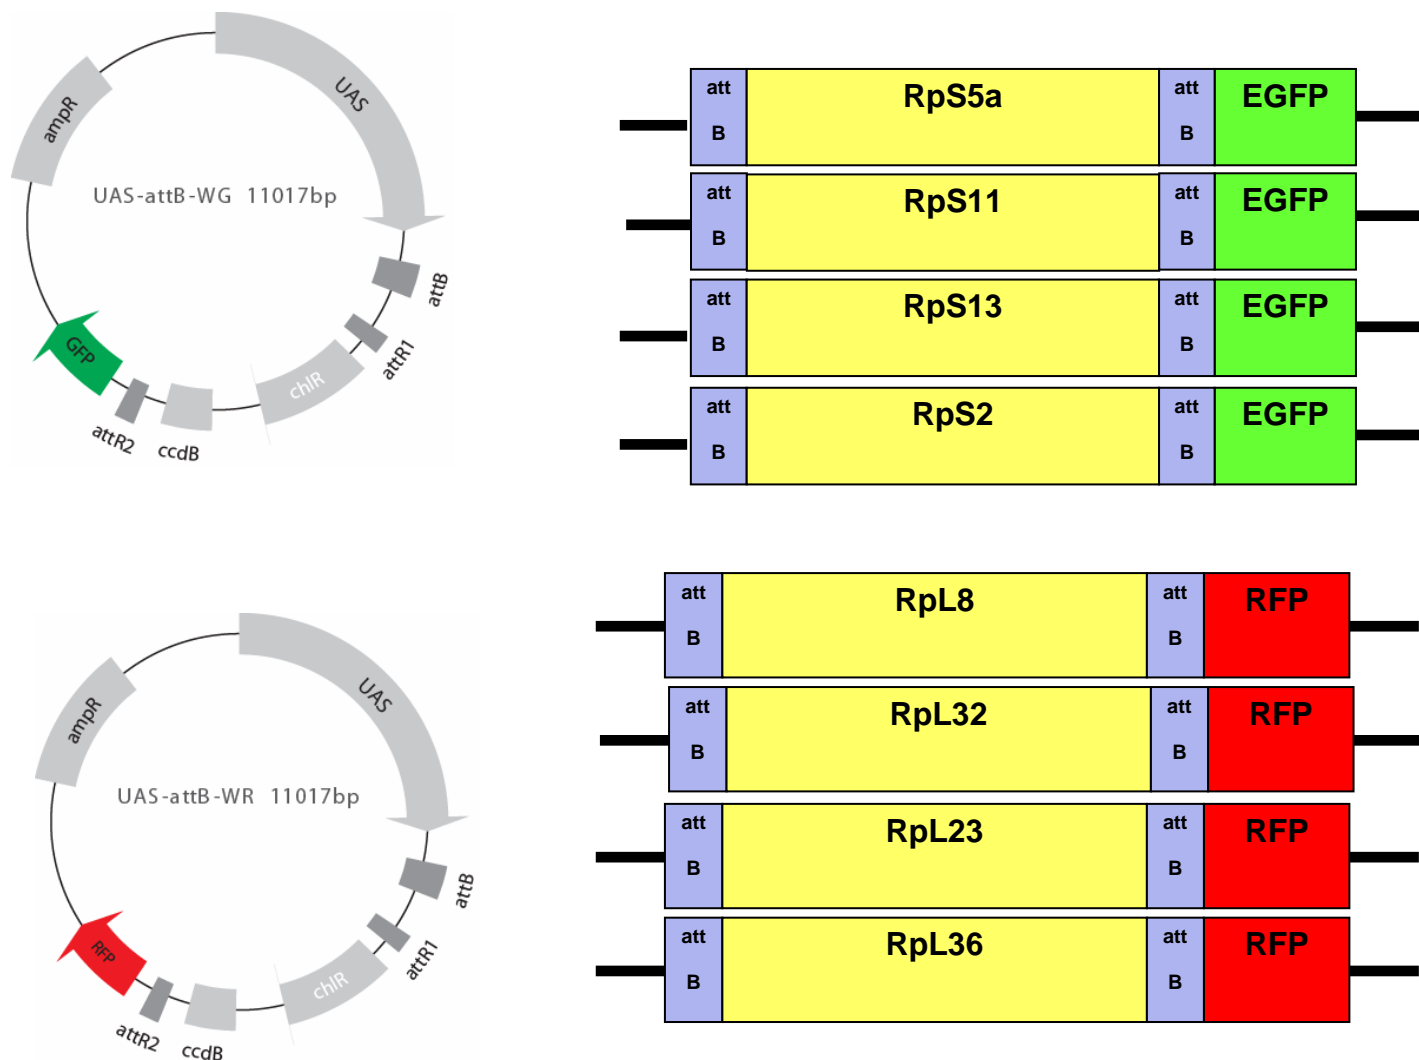 UAS
ampR
UAS-attB-WG 11017bp
attB
attR1
chlR
ccdB
attR2
GFP
att
B
RpS5a
att
B
EGFP
att
B
RpS11
att
B
EGFP
att
B
RpS13
att
B
EGFP
att
B
RpS2
att
B
EGFP
UAS
ampR
UAS-attB-WR 11017bp
attB
attR1
chlR
ccdB
attR2
RFP
att
B
RpL8
att
B
RFP
att
B
RpL32
att
B
RFP
att
B
RpL23
att
B
RFP
att
B
RpL36
att
B
RFP